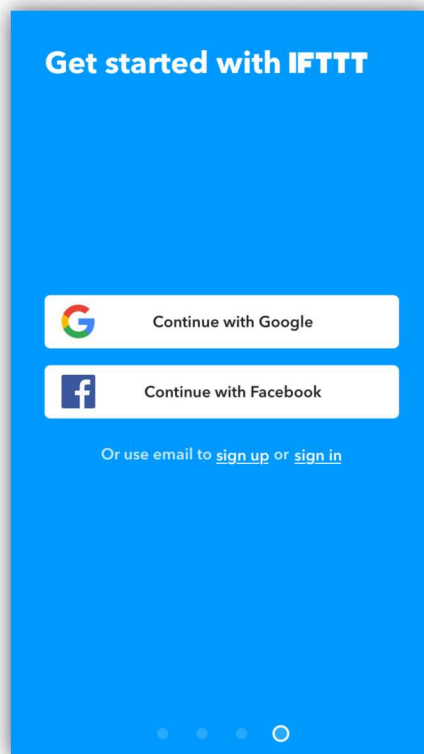 Get started with IFTTT
Continue with Google
Continue with Facebook
Or use email to sign up or sign in